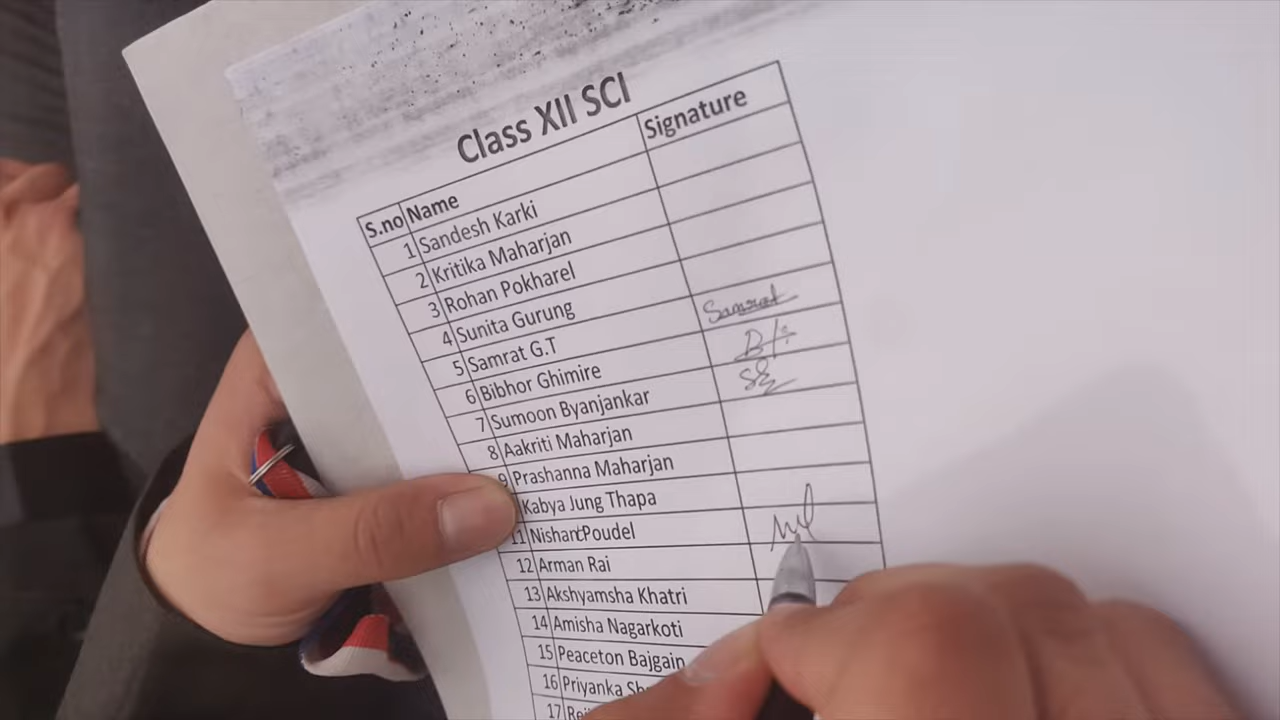 Class XII SCI
S.no Name Signature
1 Sandesh Karki
2 Kritika Maharjan
3 Rohan Pokharel
4 Sunita Gurung
5 Samrat G.T Samrat
6 Bibhor Ghimire
7 Sumoon Byanjankar
8 Aakriti Maharjan
9 Prashanna Maharjan
Kabya Jung Thapa
11 Nishant Poudel
12 Arman Rai
13 Akshyamsha Khatri
14 Amisha Nagarkoti
15 Peaceton Bajgain
16 Priyanka
17